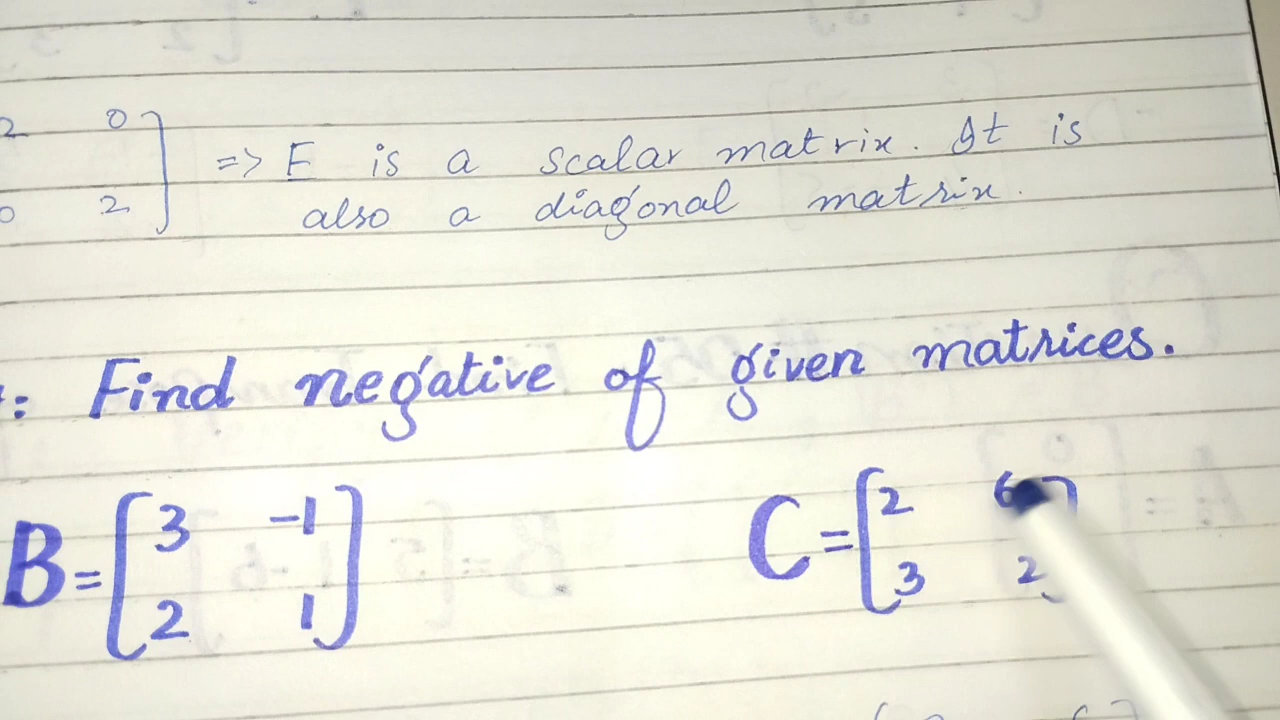 2 0
=> E is a scalar matrix. It is
0 2 also a diagonal matrix.
: Find negative of given matrices.
B = [3 -1
2 1]
C = [2 6
3 2]